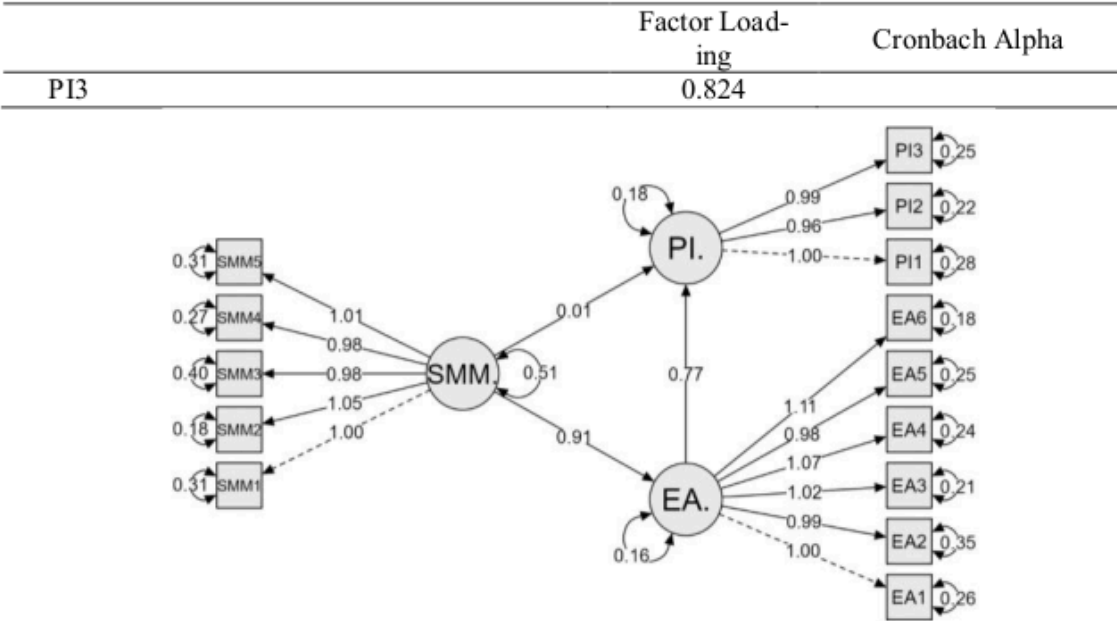 Factor Load-
ing
Cronbach Alpha
PI3 0.824
PI3 0.25
0.18
0.99
PI2 0.22
0.96
PI.
1.00 PI1 0.28
0.31 SMM5
0.27 SMM4 1.01 0.01 EA6 0.18
0.98
0.40 SMM3 0.98 SMM. 0.51 0.77 EA5 0.25
1.11
1.05 0.98
0.18 SMM2 1.00 0.91 1.07 EA4 0.24
0.31 SMM1 EA. 1.02 EA3 0.21
0.99
0.16 1.00 EA2 0.35
EA1 0.26